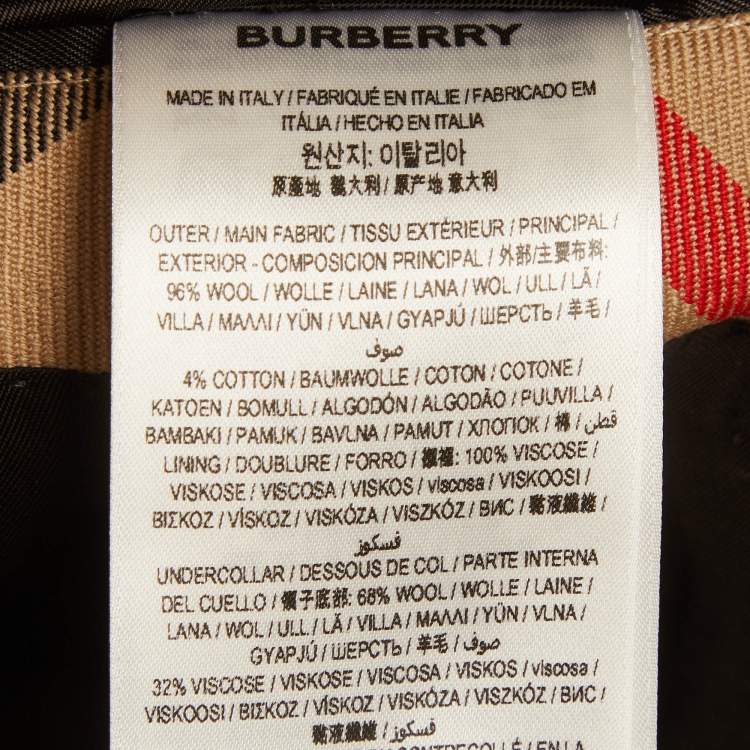 BURBERRY
MADE IN ITALY / FABRIQUÉ EN ITALIE / FABRICADO EM
ITÁLIA / HECHO EN ITALIA
원산지: 이탈리아
原產地 義大利 / 原产地 意大利
OUTER / MAIN FABRIC / TISSU EXTÉRIEUR / PRINCIPAL /
EXTERIOR - COMPOSICION PRINCIPAL / 外部/主要布料:
96% WOOL / WOLLE / LAINE / LANA / WOL / ULL / LÃ /
VILLA / ΜΑΛΛΙ / YÜN / VLNA / GYAPJÚ / ШЕРСТЬ / 羊毛 /
صوف
4% COTTON / BAUMWOLLE / COTON / COTONE /
KATOEN / BOMULL / ALGODÓN / ALGODÃO / PUUVILLA /
BAMBAKI / PAMUK / BAVLNA / PAMUT / ХЛОПОК / 棉 / قطن
LINING / DOUBLURE / FORRO / 襯裡: 100% VISCOSE /
VISKOSE / VISCOSA / VISKOS / viscosa / VISKOOSI /
ΒΙΣΚΟΖ / VÍSKOZ / VISKÓZA / VISZKÓZ / ВИС / 黏液纖維 /
فسكوز
UNDERCOLLAR / DESSOUS DE COL / PARTE INTERNA
DEL CUELLO / 領子底部: 68% WOOL / WOLLE / LAINE /
LANA / WOL / ULL / LÃ / VILLA / ΜΑΛΛΙ / YÜN / VLNA /
GYAPJÚ / ШЕРСТЬ / 羊毛 / صوف
32% VISCOSE / VISKOSE / VISCOSA / VISKOS / viscosa /
VISKOOSI / ΒΙΣΚΟΖ / VÍSKOZ / VISKÓZA / VISZKÓZ / ВИС /
黏液纖維 / فسكوز
/ EN LA